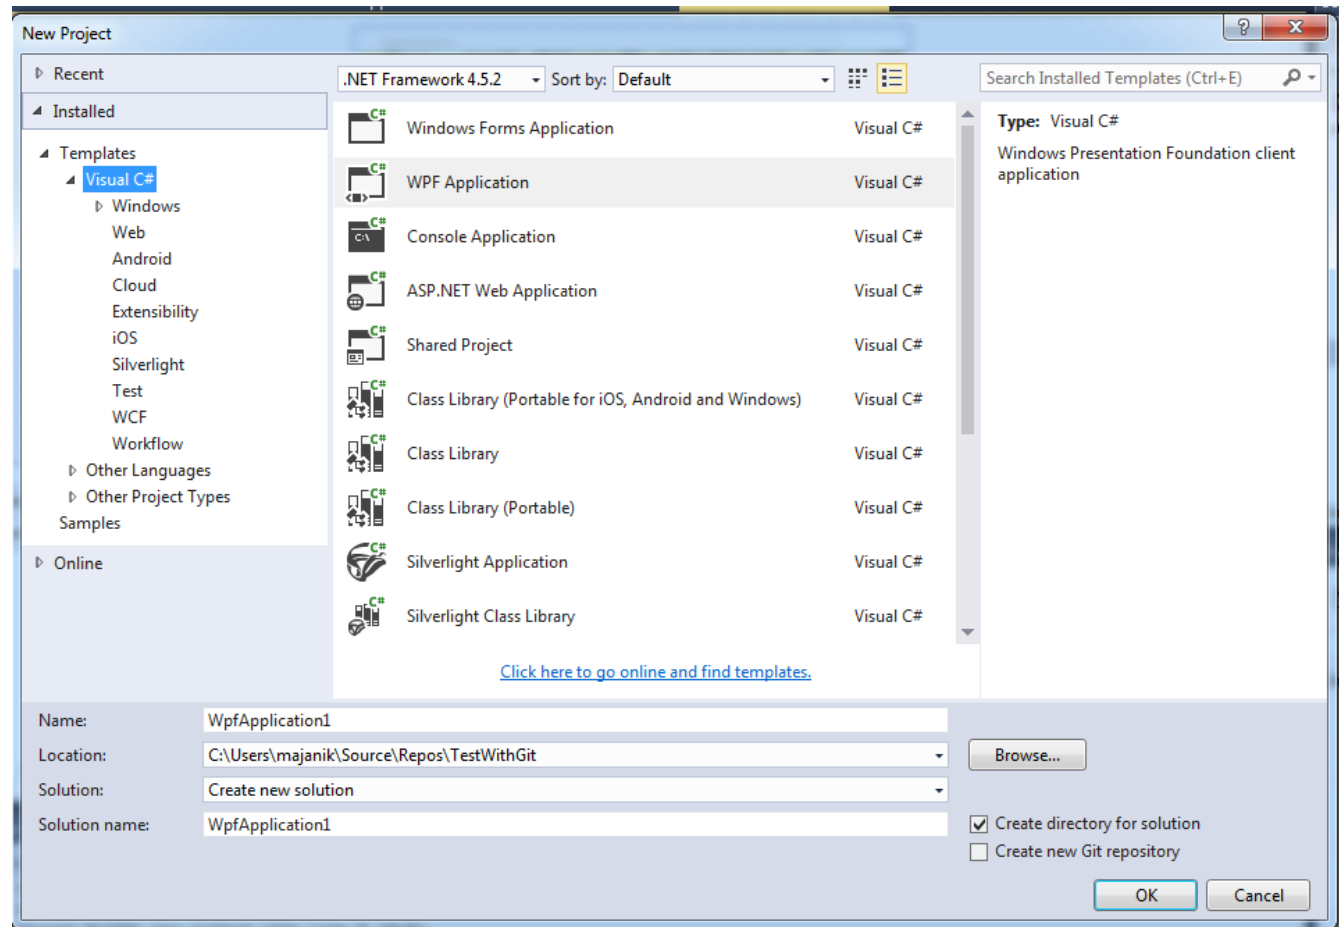 New Project
Recent
Installed
Templates
Visual C#
Windows
Web
Android
Cloud
Extensibility
iOS
Silverlight
Test
WCF
Workflow
Other Languages
Other Project Types
Samples
Online
.NET Framework 4.5.2 Sort by: Default
Windows Forms Application Visual C#
WPF Application Visual C#
Console Application Visual C#
ASP.NET Web Application Visual C#
Shared Project Visual C#
Class Library (Portable for iOS, Android and Windows) Visual C#
Class Library Visual C#
Class Library (Portable) Visual C#
Silverlight Application Visual C#
Silverlight Class Library Visual C#
Click here to go online and find templates.
Search Installed Templates (Ctrl+E)
Type: Visual C#
Windows Presentation Foundation client
application
Name: WpfApplication1
Location: C:\Users\majanik\Source\Repos\TestWithGit
Browse...
Solution: Create new solution
Solution name: WpfApplication1
Create directory for solution
Create new Git repository
OK Cancel